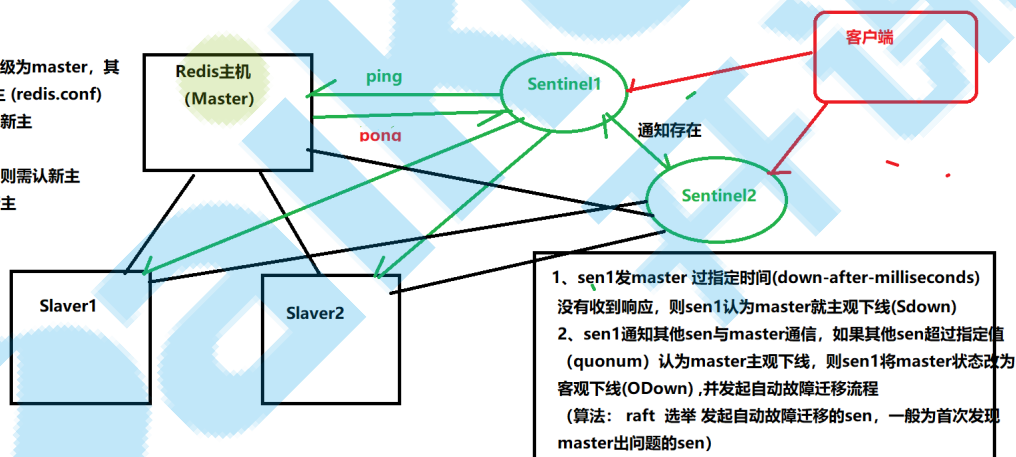 级为master，其
主 (redis.conf)
新主
则需认新主
主
Redis主机
(Master)
ping
pong
Sentinel1
客户端
通知存在
Sentinel2
Slaver1
Slaver2
1、sen1发master 过指定时间(down-after-milliseconds)
没有收到响应，则sen1认为master就主观下线(Sdown)
2、sen1通知其他sen与master通信，如果其他sen超过指定值
（quonum）认为master主观下线，则sen1将master状态改为
客观下线(ODown) ,并发起自动故障迁移流程
（算法： raft 选举 发起自动故障迁移的sen，一般为首次发现
master出问题的sen）